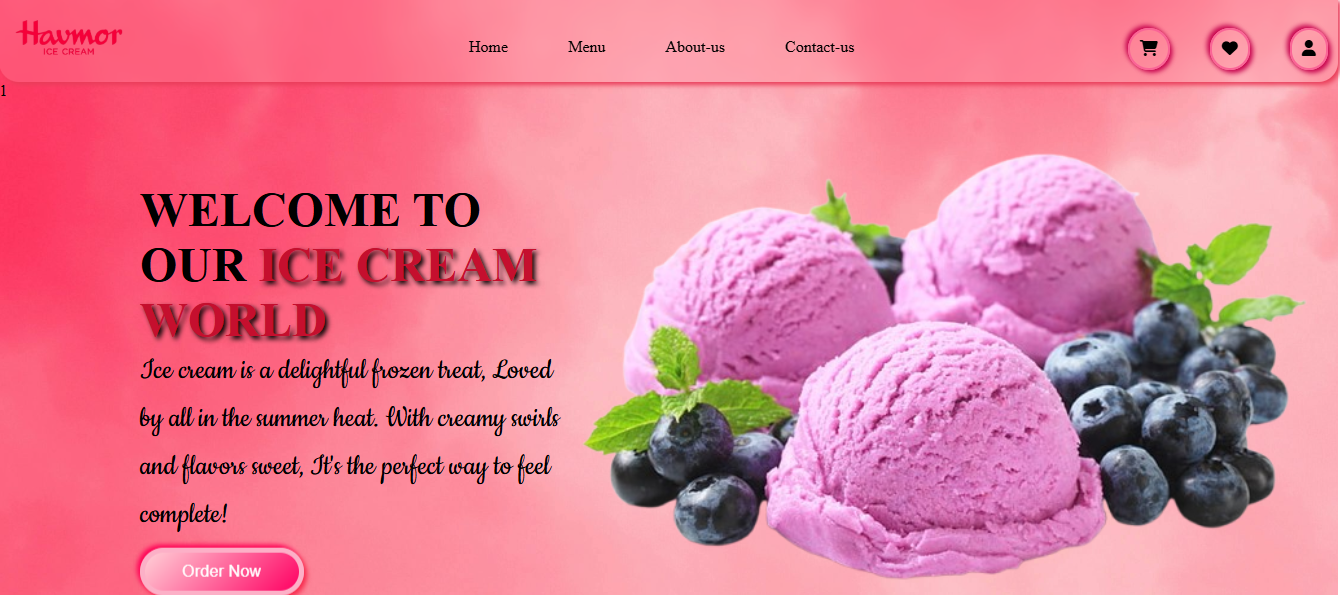 Havmor
ICE CREAM
Home
Menu
About-us
Contact-us
1
WELCOME TO
OUR ICE CREAM
WORLD
Ice cream is a delightful frozen treat, Loved
by all in the summer heat. With creamy swirls
and flavors sweet, It's the perfect way to feel
complete!
Order Now